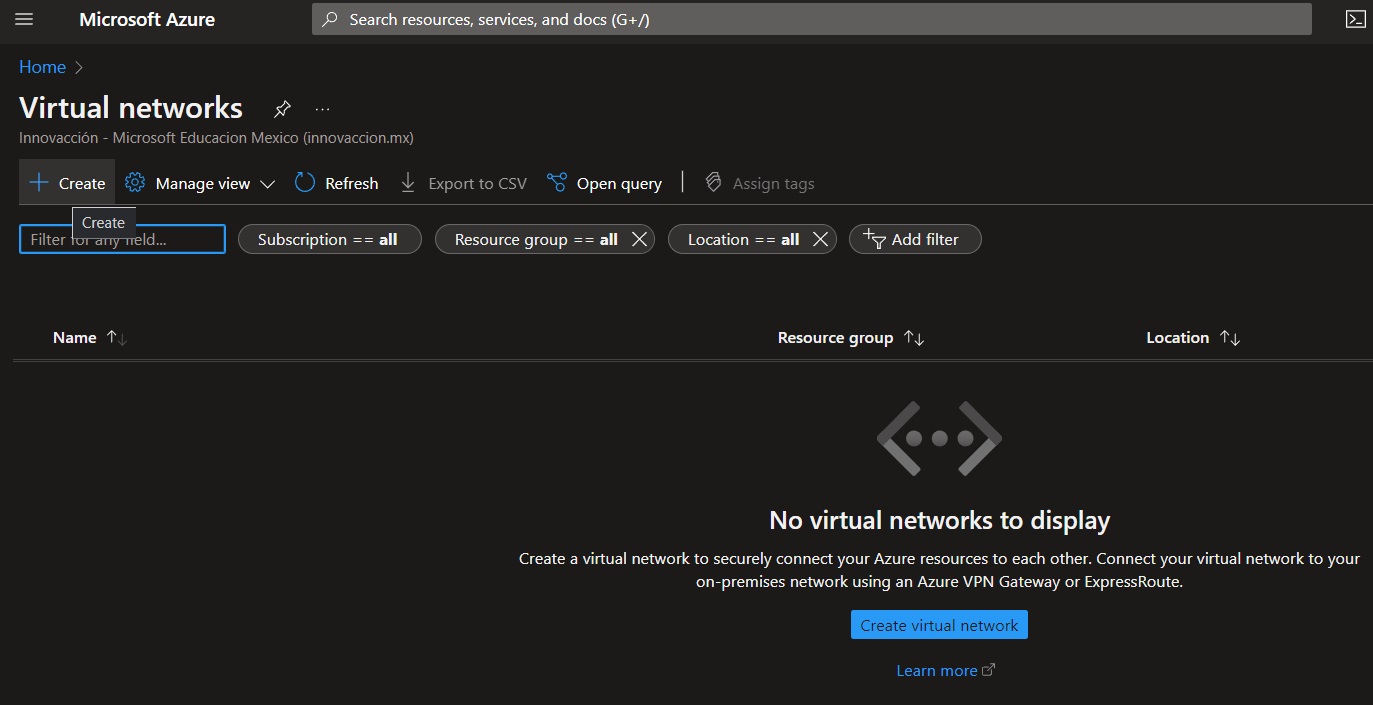 Microsoft Azure
Search resources, services, and docs (G+/)
Home
Virtual networks
Innovacción - Microsoft Educacion Mexico (innovaccion.mx)
Create Manage view Refresh Export to CSV Open query Assign tags
Create
Filter for any field... Subscription == all Resource group == all Location == all Add filter
Name Resource group Location
No virtual networks to display
Create a virtual network to securely connect your Azure resources to each other. Connect your virtual network to your
on-premises network using an Azure VPN Gateway or ExpressRoute.
Create virtual network
Learn more